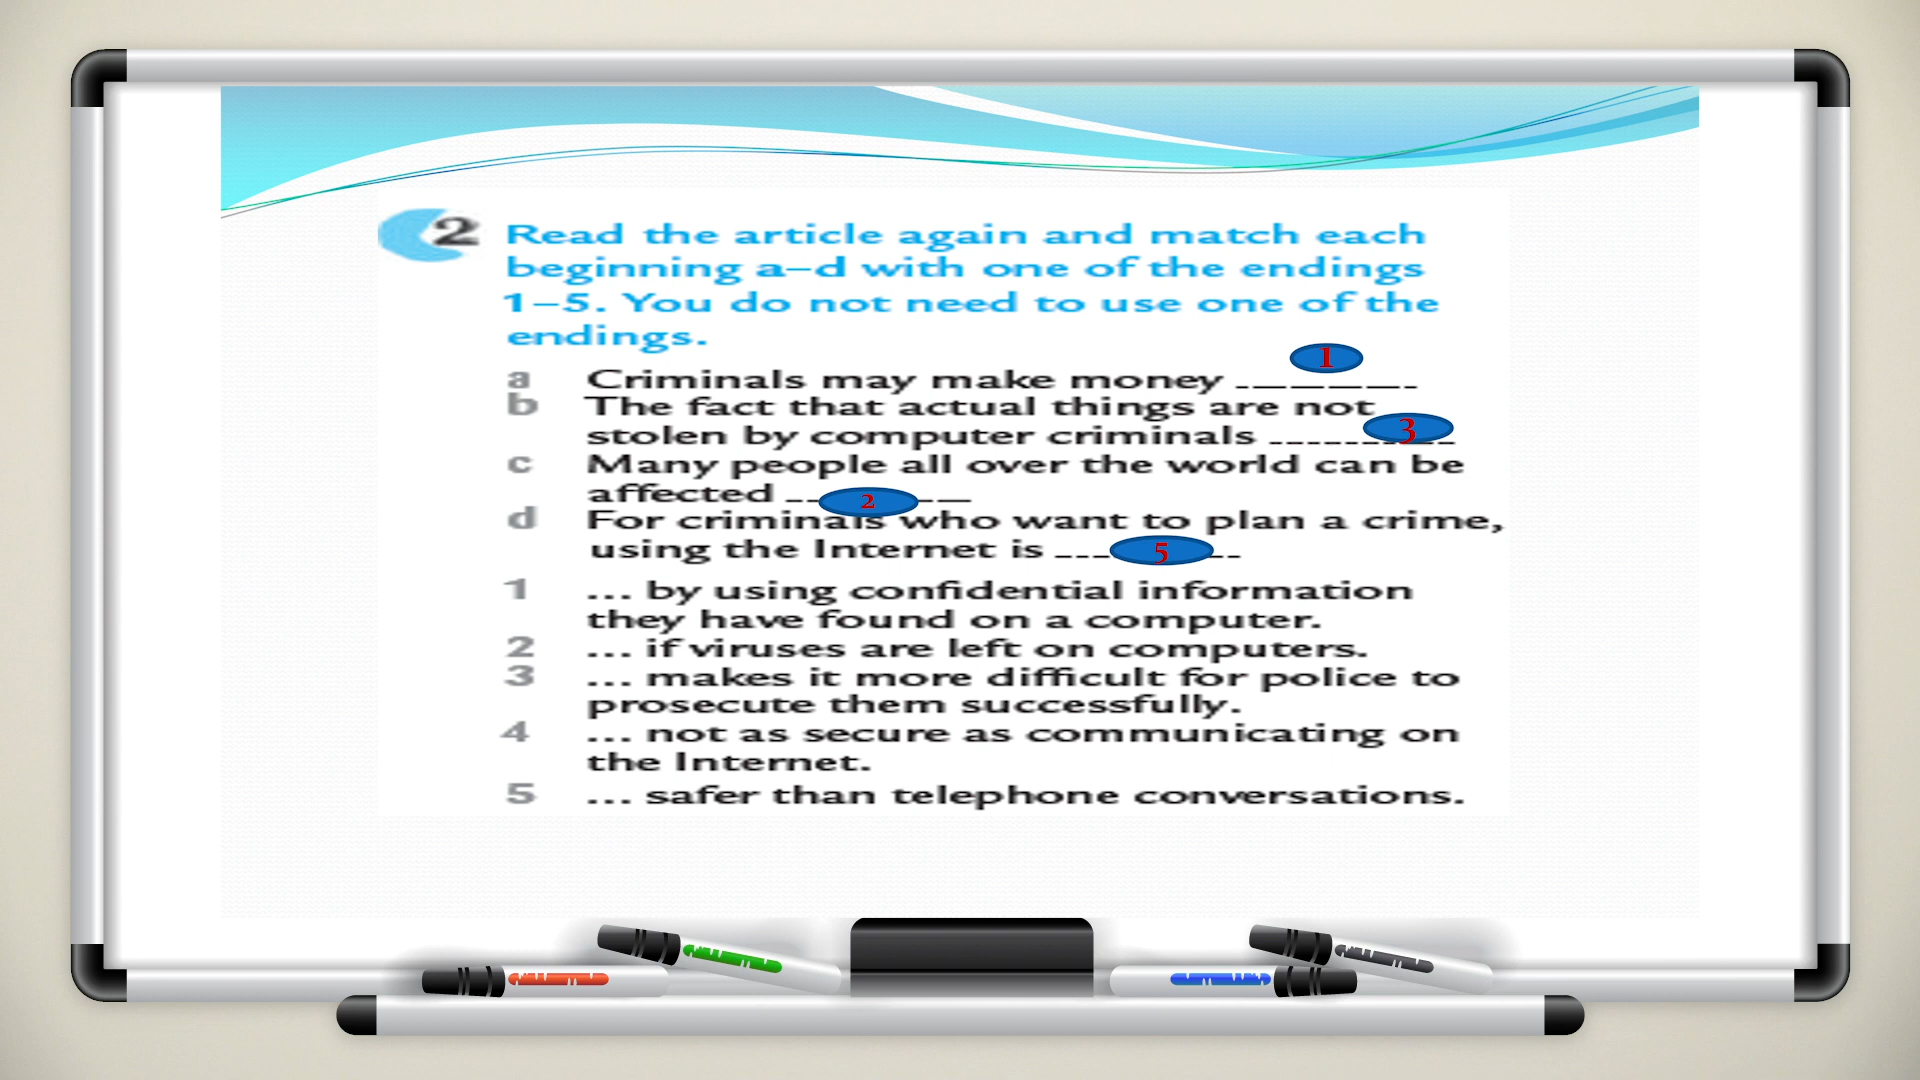 2 Read the article again and match each
beginning a–d with one of the endings
1–5. You do not need to use one of the
endings.
1
a Criminals may make money _______
b The fact that actual things are not
stolen by computer criminals _______ 3
c Many people all over the world can be
affected _______ 2
d For criminals who want to plan a crime,
using the Internet is _______ 5
1 ... by using confidential information
they have found on a computer.
2 ... if viruses are left on computers.
3 ... makes it more difficult for police to
prosecute them successfully.
4 ... not as secure as communicating on
the Internet.
5 ... safer than telephone conversations.